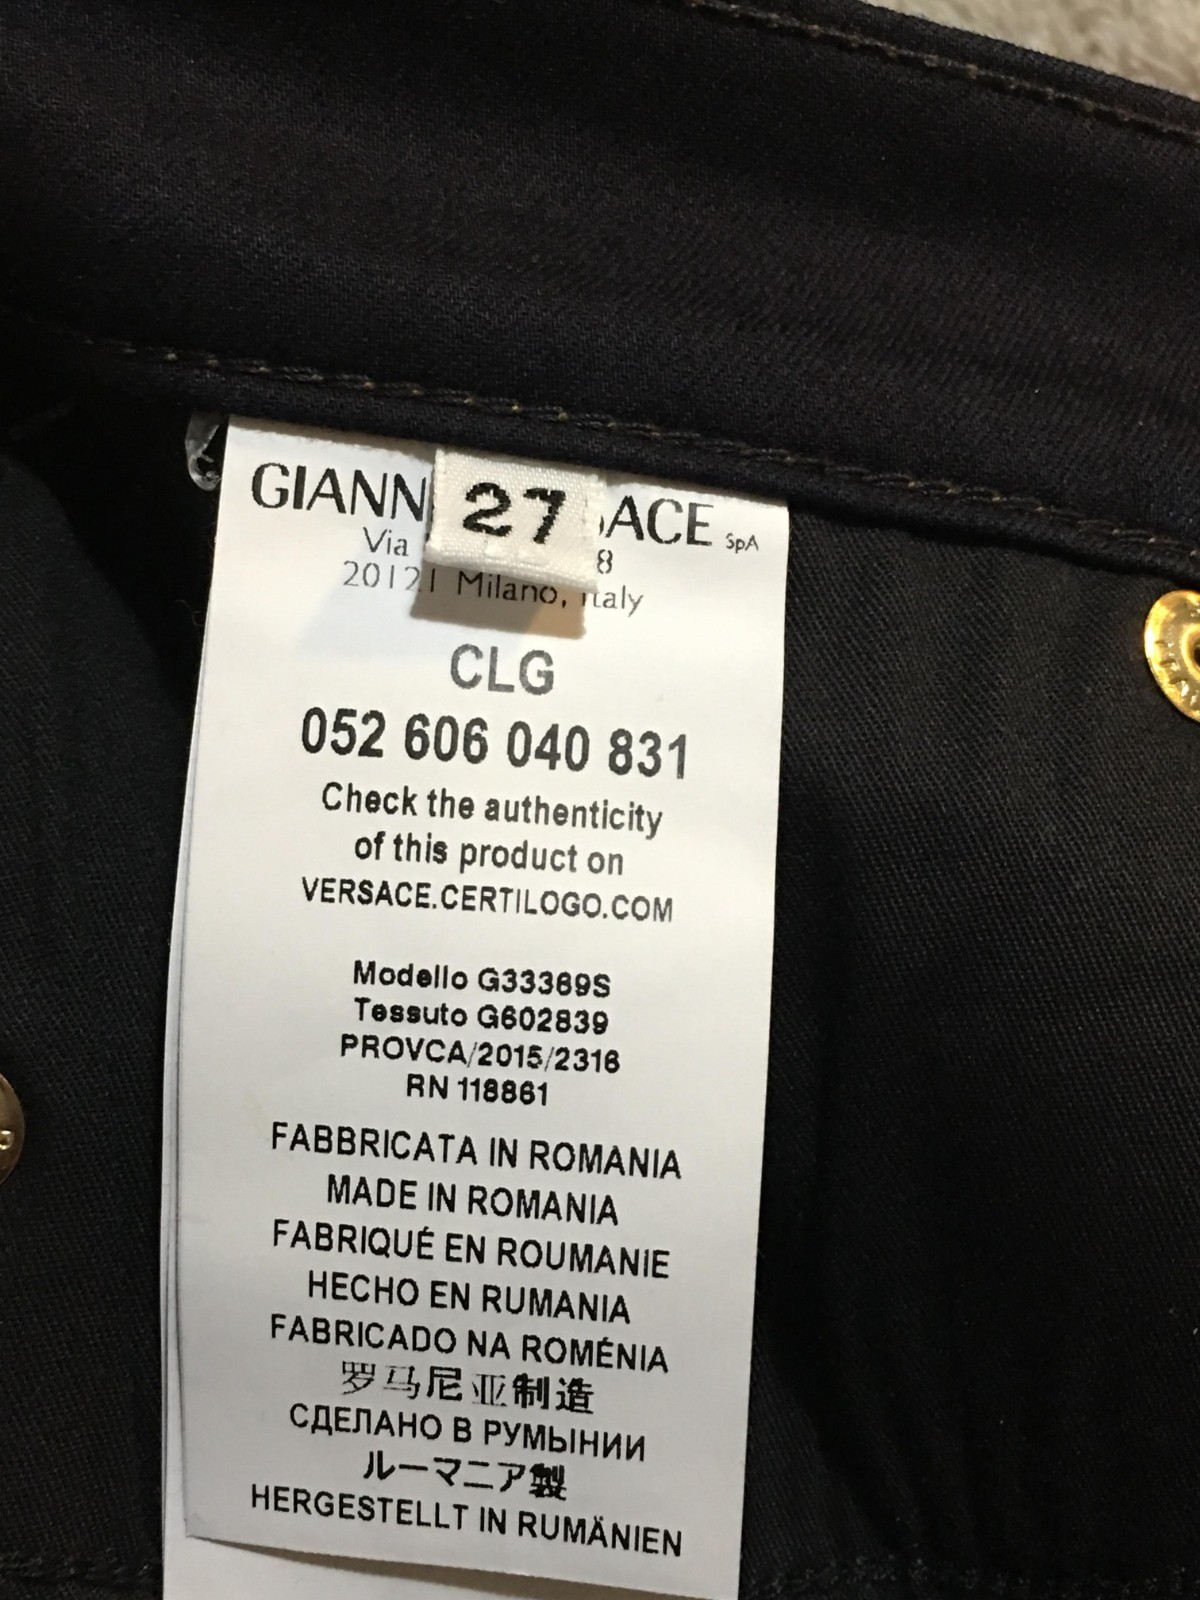 GIANN ACE SpA
27
Via 8
20121 Milano, Italy
CLG
052 606 040 831
Check the authenticity
of this product on
VERSACE.CERTILOGO.COM
Modello G33369S
Tessuto G602839
PROVCA/2015/2316
RN 118861
FABBRICATA IN ROMANIA
MADE IN ROMANIA
FABRIQUÉ EN ROUMANIE
HECHO EN RUMANIA
FABRICADO NA ROMÉNIA
罗马尼亚制造
СДЕЛАНО В РУМЫНИИ
ルーマニア製
HERGESTELLT IN RUMÄNIEN